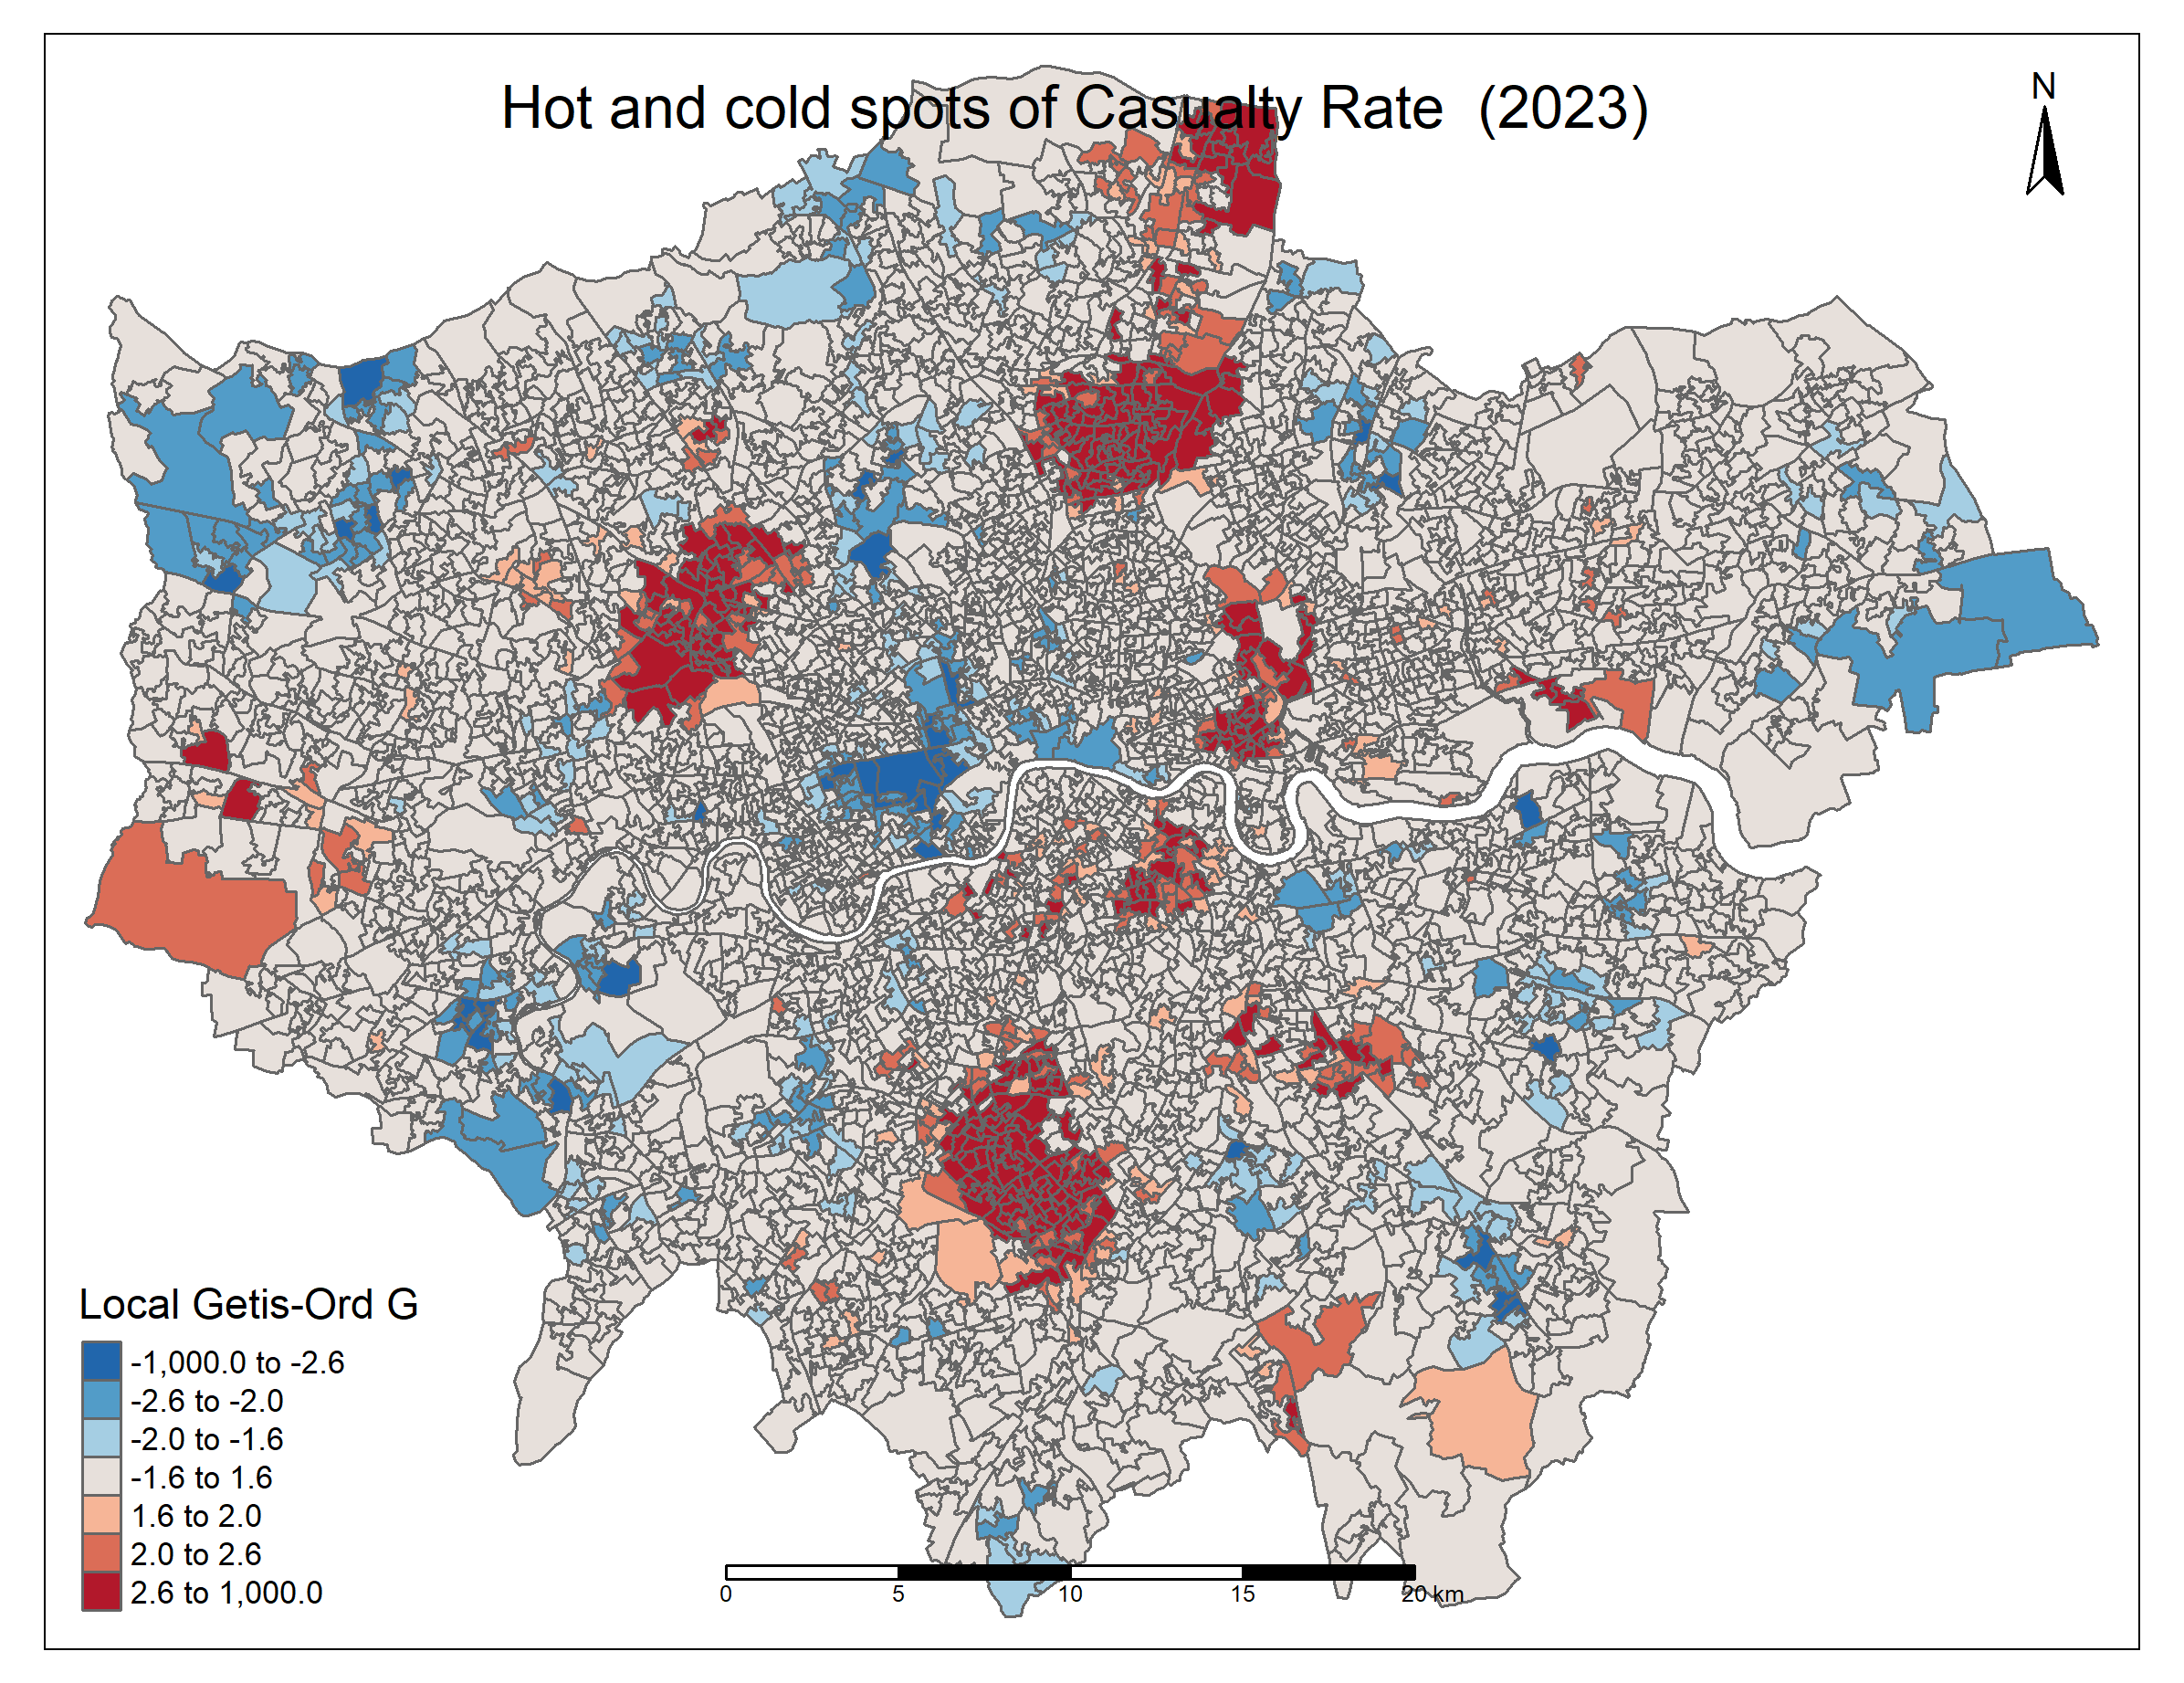 Hot and cold spots of Casualty Rate  (2023)
N
Local Getis-Ord G
-1,000.0 to -2.6
-2.6 to -2.0
-2.0 to -1.6
-1.6 to 1.6
1.6 to 2.0
2.0 to 2.6
2.6 to 1,000.0
0 5 10 15 20 km